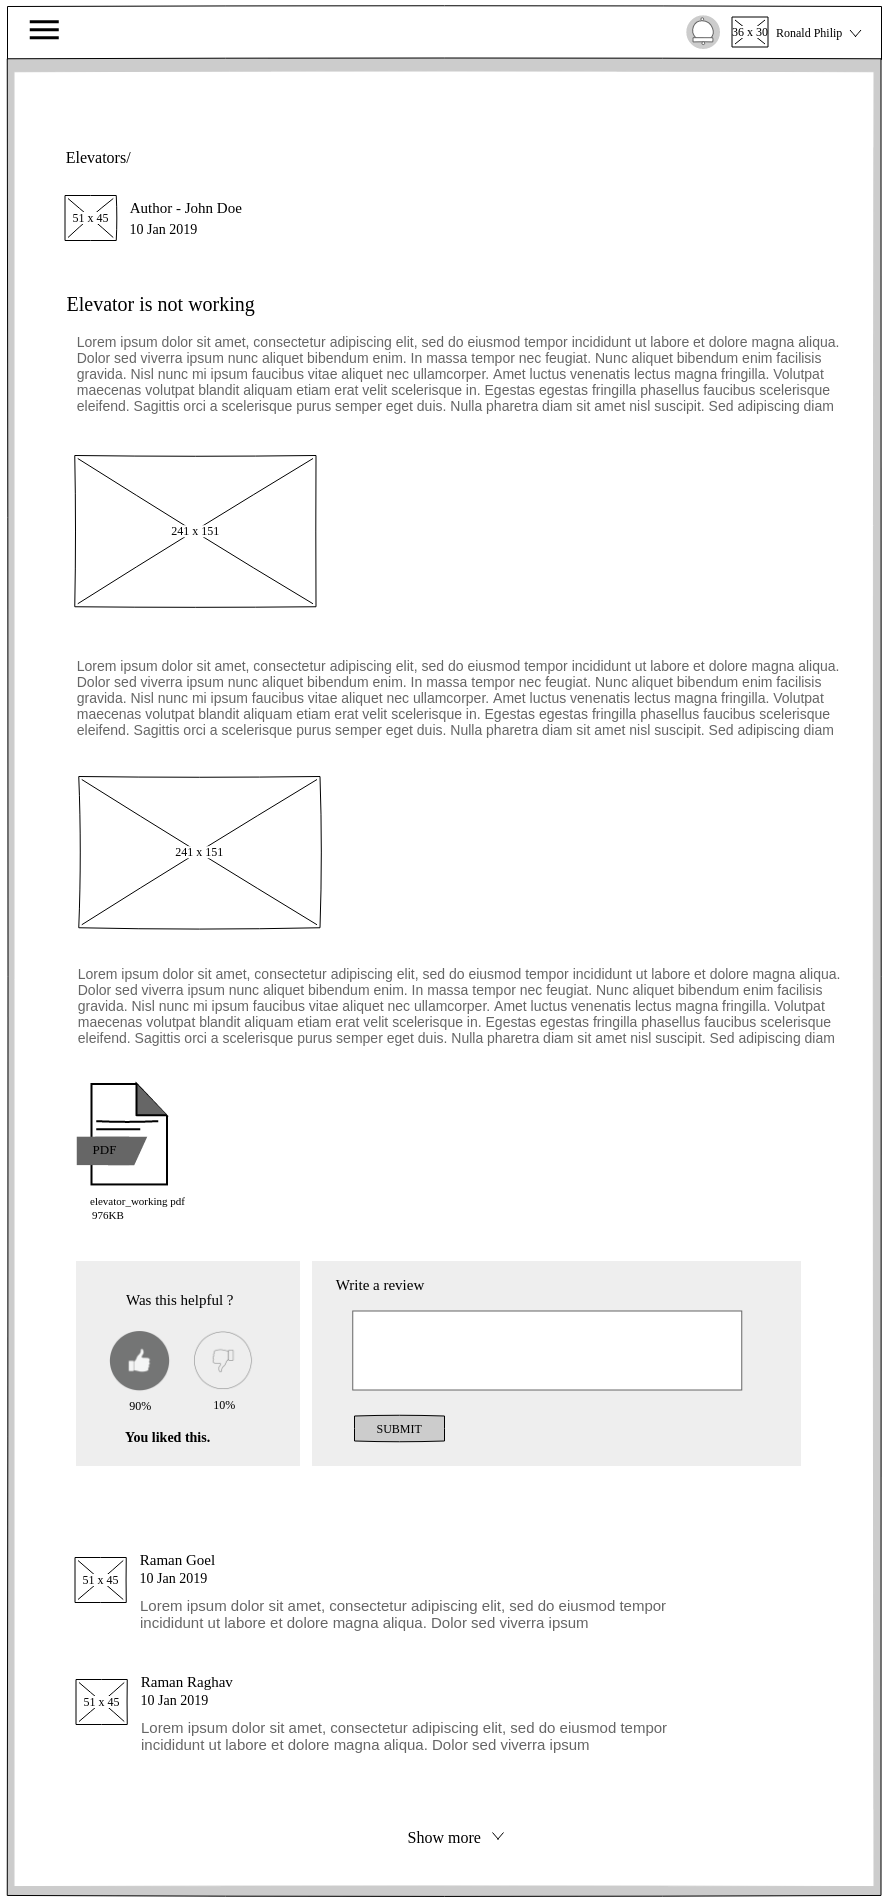 36 x 30 Ronald Philip
Elevators/
51 x 45
Author - John Doe
10 Jan 2019
Elevator is not working
Lorem ipsum dolor sit amet, consectetur adipiscing elit, sed do eiusmod tempor incididunt ut labore et dolore magna aliqua.
Dolor sed viverra ipsum nunc aliquet bibendum enim. In massa tempor nec feugiat. Nunc aliquet bibendum enim facilisis
gravida. Nisl nunc mi ipsum faucibus vitae aliquet nec ullamcorper. Amet luctus venenatis lectus magna fringilla. Volutpat
maecenas volutpat blandit aliquam etiam erat velit scelerisque in. Egestas egestas fringilla phasellus faucibus scelerisque
eleifend. Sagittis orci a scelerisque purus semper eget duis. Nulla pharetra diam sit amet nisl suscipit. Sed adipiscing diam
241 x 151
Lorem ipsum dolor sit amet, consectetur adipiscing elit, sed do eiusmod tempor incididunt ut labore et dolore magna aliqua.
Dolor sed viverra ipsum nunc aliquet bibendum enim. In massa tempor nec feugiat. Nunc aliquet bibendum enim facilisis
gravida. Nisl nunc mi ipsum faucibus vitae aliquet nec ullamcorper. Amet luctus venenatis lectus magna fringilla. Volutpat
maecenas volutpat blandit aliquam etiam erat velit scelerisque in. Egestas egestas fringilla phasellus faucibus scelerisque
eleifend. Sagittis orci a scelerisque purus semper eget duis. Nulla pharetra diam sit amet nisl suscipit. Sed adipiscing diam
241 x 151
Lorem ipsum dolor sit amet, consectetur adipiscing elit, sed do eiusmod tempor incididunt ut labore et dolore magna aliqua.
Dolor sed viverra ipsum nunc aliquet bibendum enim. In massa tempor nec feugiat. Nunc aliquet bibendum enim facilisis
gravida. Nisl nunc mi ipsum faucibus vitae aliquet nec ullamcorper. Amet luctus venenatis lectus magna fringilla. Volutpat
maecenas volutpat blandit aliquam etiam erat velit scelerisque in. Egestas egestas fringilla phasellus faucibus scelerisque
eleifend. Sagittis orci a scelerisque purus semper eget duis. Nulla pharetra diam sit amet nisl suscipit. Sed adipiscing diam
PDF
elevator_working pdf
976KB
Was this helpful ?
90% 10%
You liked this.
Write a review
SUBMIT
51 x 45
Raman Goel
10 Jan 2019
Lorem ipsum dolor sit amet, consectetur adipiscing elit, sed do eiusmod tempor
incididunt ut labore et dolore magna aliqua. Dolor sed viverra ipsum
51 x 45
Raman Raghav
10 Jan 2019
Lorem ipsum dolor sit amet, consectetur adipiscing elit, sed do eiusmod tempor
incididunt ut labore et dolore magna aliqua. Dolor sed viverra ipsum
Show more